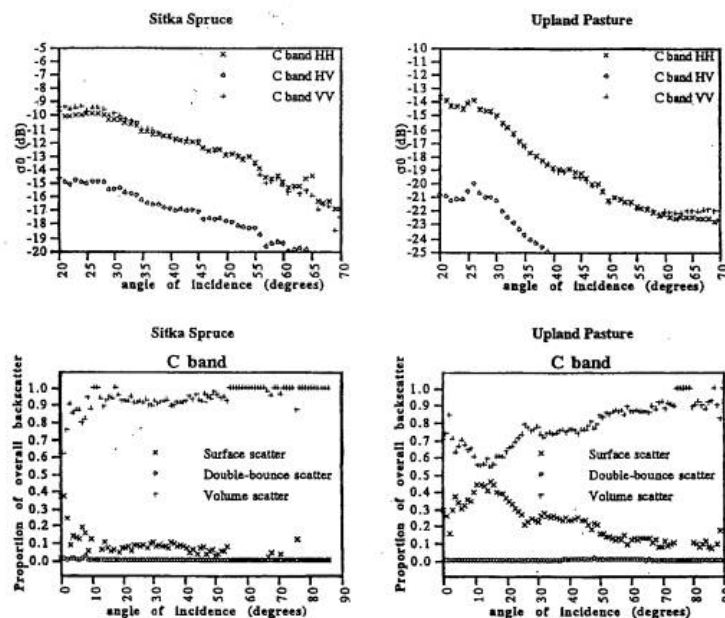 Sitka Spruce
-5
-6
-7
-8
-9
-10
-11
-12
-13
-14
-15
-16
-17
-18
-19
-20
σ0 (dB)
× C band HH
o C band HV
+ C band VV
20 25 30 35 40 45 50 55 60 65 70
angle of incidence (degrees)
Upland Pasture
-10
-11
-12
-13
-14
-15
-16
-17
-18
-19
-20
-21
-22
-23
-24
-25
σ0 (dB)
× C band HH
o C band HV
+ C band VV
20 25 30 35 40 45 50 55 60 65 70
angle of incidence (degrees)
Sitka Spruce
C band
Proportion of overall backscatter
1.0
0.9
0.8
0.7
0.6
0.5
0.4
0.3
0.2
0.1
0.0
Surface scatter ×
Double-bounce scatter o
Volume scatter +
0 10 20 30 40 50 60 70 80 90
angle of incidence (degrees)
Upland Pasture
C band
Proportion of overall backscatter
1.0
0.9
0.8
0.7
0.6
0.5
0.4
0.3
0.2
0.1
0.0
Surface scatter ×
Double-bounce scatter o
Volume scatter +
0 10 20 30 40 50 60 70 80 90
angle of incidence (degrees)